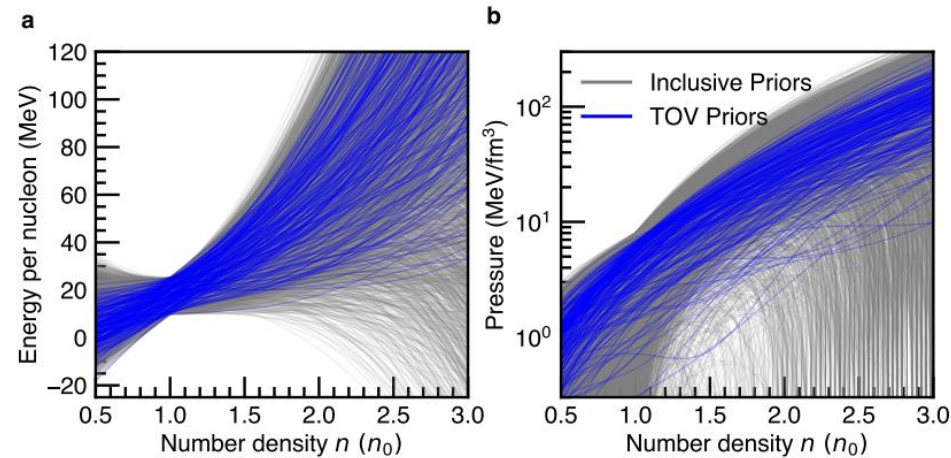 a
Energy per nucleon (MeV)
120
100
80
60
40
20
0
−20
0.5 1.0 1.5 2.0 2.5 3.0
Number density n (n₀)
b
Pressure (MeV/fm³)
10²
10¹
10⁰
Inclusive Priors
TOV Priors
0.5 1.0 1.5 2.0 2.5 3.0
Number density n (n₀)